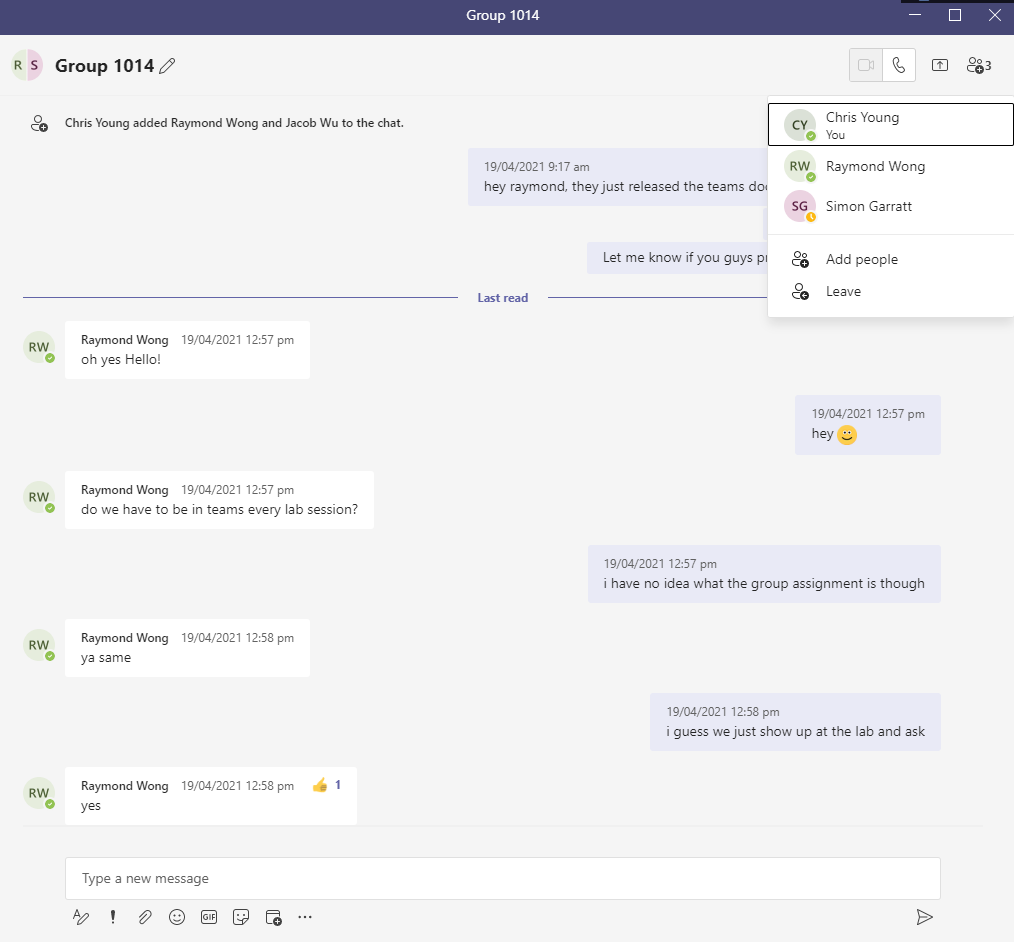 Group 1014
R S
Group 1014
3
Chris Young added Raymond Wong and Jacob Wu to the chat.
CY
Chris Young
You
RW
Raymond Wong
SG
Simon Garratt
Add people
Leave
19/04/2021 9:17 am
hey raymond, they just released the teams
Let me know if you guys
Last read
RW
Raymond Wong 19/04/2021 12:57 pm
oh yes Hello!
19/04/2021 12:57 pm
hey
RW
Raymond Wong 19/04/2021 12:57 pm
do we have to be in teams every lab session?
19/04/2021 12:57 pm
i have no idea what the group assignment is though
RW
Raymond Wong 19/04/2021 12:58 pm
ya same
19/04/2021 12:58 pm
i guess we just show up at the lab and ask
RW
Raymond Wong 19/04/2021 12:58 pm 1
yes
Type a new message
GIF